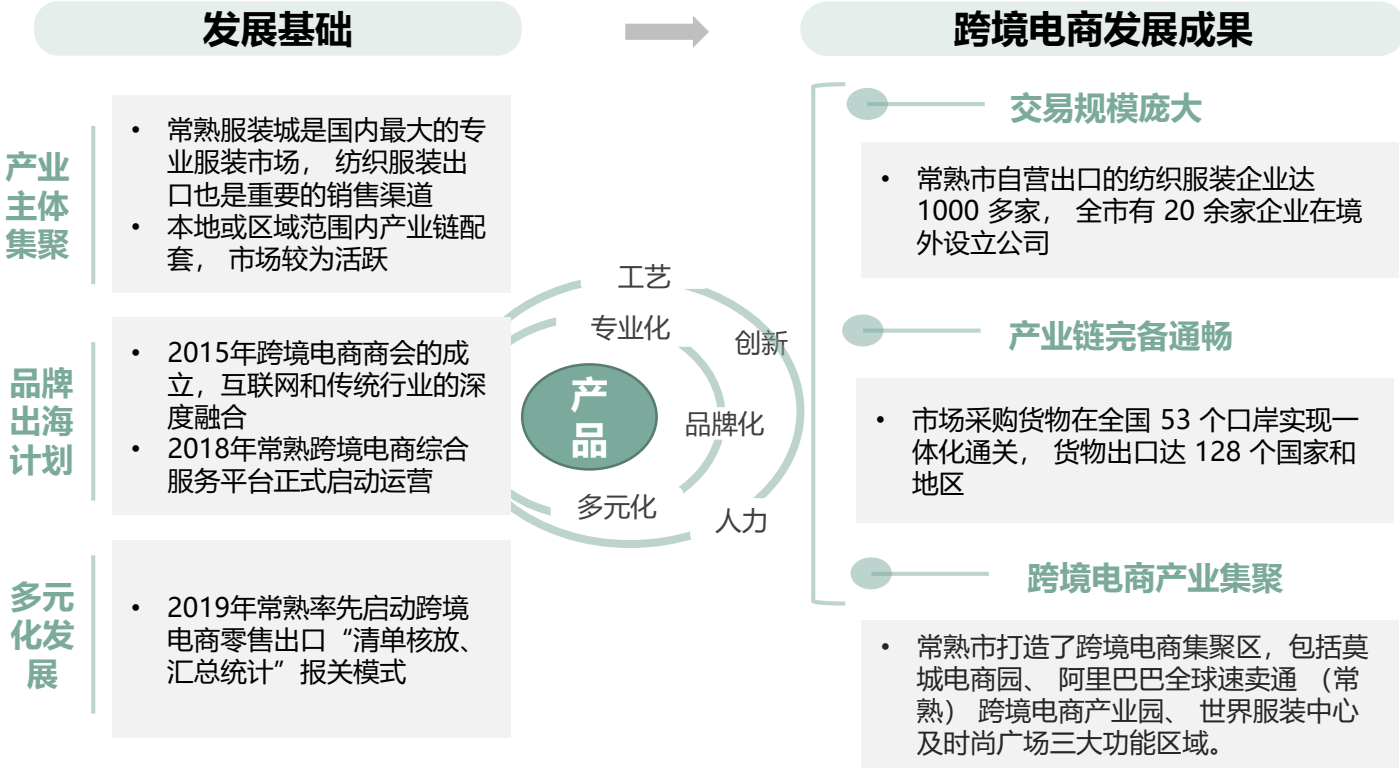 发展基础
跨境电商发展成果
产业
主体
集聚
• 常熟服装城是国内最大的专
业服装市场， 纺织服装出
口也是重要的销售渠道
• 本地或区域范围内产业链配
套， 市场较为活跃
品牌
出海
计划
• 2015年跨境电商商会的成
立，互联网和传统行业的深
度融合
• 2018年常熟跨境电商综合
服务平台正式启动运营
多元
化发
展
• 2019年常熟率先启动跨境
电商零售出口“清单核放、
汇总统计”报关模式
工艺
专业化
创新
产
品
品牌化
多元化
人力
交易规模庞大
• 常熟市自营出口的纺织服装企业达
1000 多家， 全市有 20 余家企业在境
外设立公司
产业链完备通畅
• 市场采购货物在全国 53 个口岸实现一
体化通关， 货物出口达 128 个国家和
地区
跨境电商产业集聚
• 常熟市打造了跨境电商集聚区，包括莫
城电商园、 阿里巴巴全球速卖通 （常
熟） 跨境电商产业园、 世界服装中心
及时尚广场三大功能区域。